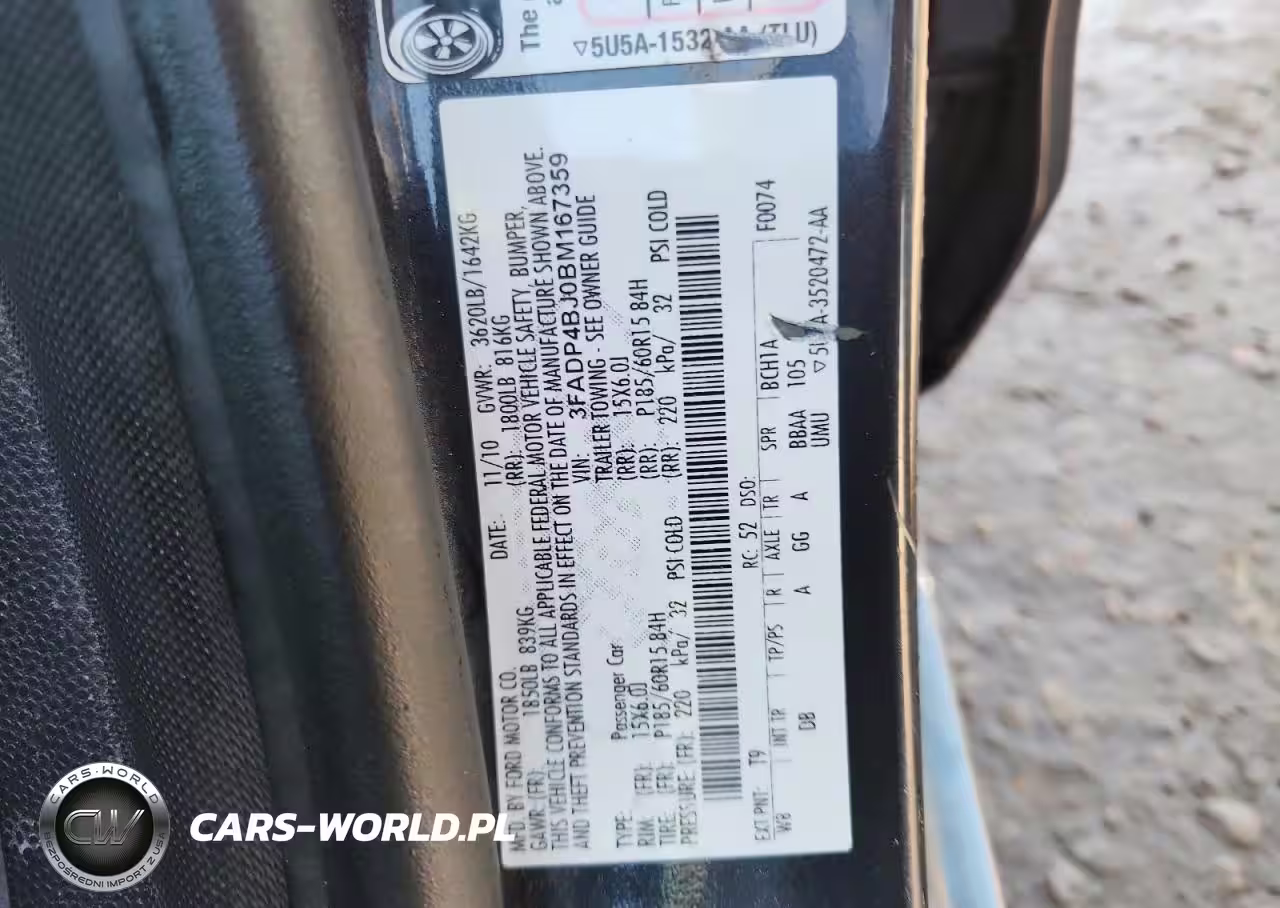 The
▽5U5A-1532 (TLU)
MFD. BY FORD MOTOR CO. DATE: 11/10 GVWR: 3620LB/1642KG
GAWR: (FR): 1850LB 839KG (RR): 1800LB 816KG
THIS VEHICLE CONFORMS TO ALL APPLICABLE FEDERAL MOTOR VEHICLE SAFETY, BUMPER,
AND THEFT PREVENTION STANDARDS IN EFFECT ON THE DATE OF MANUFACTURE SHOWN ABOVE.
VIN: 3FADP4BJ0BM167359
TYPE: Passenger Car TRAILER TOWING - SEE OWNER GUIDE
RIM: (FR): 15X6.0J (RR): 15X6.0J
TIRE: (FR): P185/60R15 84H (RR): P185/60R15 84H
PRESSURE (FR): 220 kPa/ 32 PSI COLD (RR): 220 kPa/ 32 PSI COLD
RC: 52 DSO: F0074
EXT PNT: T9 BCH1A
W8 INT TR TP/PS R AXLE TR SPR 105
DB A GG A BBAA
UMU ▽5U A-3520472-AA
CARS-WORLD
CW
BEZPOŚREDNI IMPORT Z USA
CARS-WORLD.PL